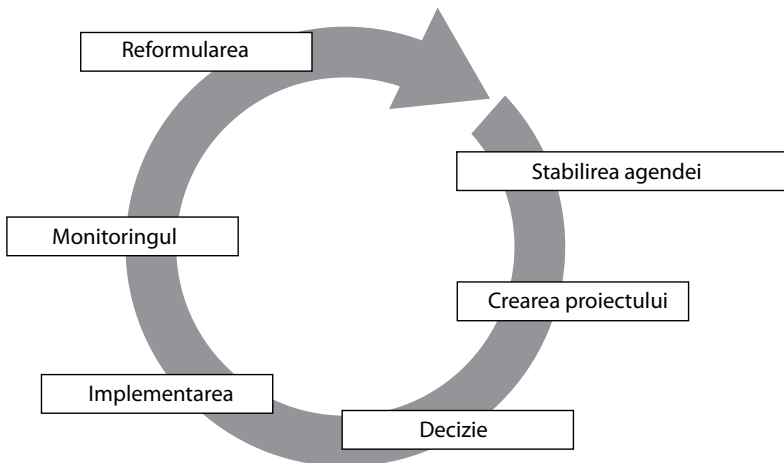 Reformularea
Stabilirea agendei
Monitoringul
Crearea proiectului
Implementarea
Decizie